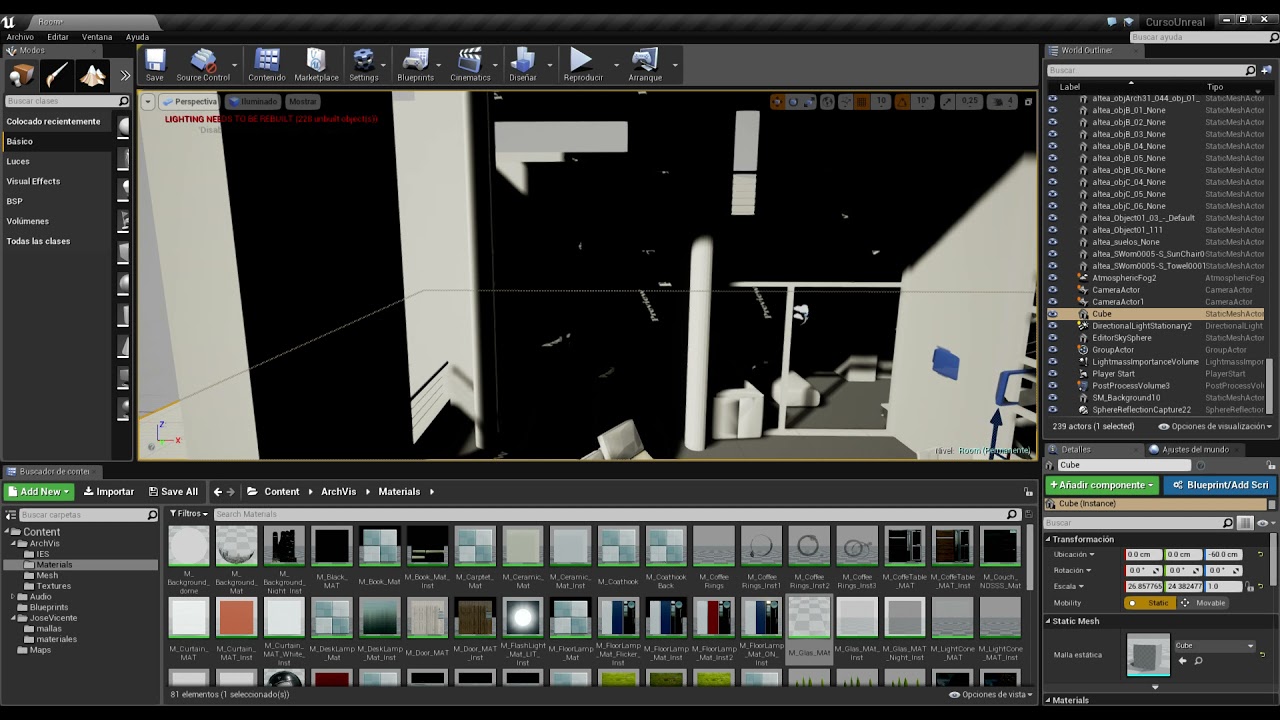 Room*
CursoUnreal
Archivo Editar Ventana Ayuda
Buscar ayuda
Modes
Buscar clases
Colocado recientemente
Básico
Luces
Visual Effects
BSP
Volúmenes
Todas las clases
Save Source Control Contenido Marketplace Settings Blueprints Cinematics Diseñar Reproducir Arranque
Perspectiva Iluminado Mostrar
10 10° 0,25 4
LIGHTING NEEDS TO BE REBUILT (220 unbuilt object(s))
Z
X
Nivel: Room (Permanente)
World Outliner
Buscar
Label Tipo
altea_objArch31_044_obj_01_ StaticMeshActor
altea_objB_01_None StaticMeshActor
altea_objB_02_None StaticMeshActor
altea_objB_03_None StaticMeshActor
altea_objB_04_None StaticMeshActor
altea_objB_05_None StaticMeshActor
altea_objB_06_None StaticMeshActor
altea_objC_04_None StaticMeshActor
altea_objC_05_None StaticMeshActor
altea_objC_06_None StaticMeshActor
altea_Object01_03_-_Default StaticMeshActor
altea_Object01_111 StaticMeshActor
altea_suelos_None StaticMeshActor
altea_SWom0005-S_SunChair0 StaticMeshActor
altea_SWom0005-S_Towel0001 StaticMeshActor
AtmosphericFog2 AtmosphericFog
CameraActor CameraActor
CameraActor1 CameraActor
Cube StaticMeshActor
DirectionalLightStationary2 DirectionalLight
EditorSkySphere StaticMeshActor
GroupActor GroupActor
LightmassImportanceVolume LightmassImpor
Player Start PlayerStart
PostProcessVolume3 PostProcessVolu
SM_Background10 StaticMeshActor
SphereReflectionCapture22 SphereReflection
239 actors (1 selected) Opciones de visualización
Detalles Ajustes del mundo
Cube
+Añadir componente Blueprint/Add Scri
Cube (Instance)
Buscar
Transformación
Ubicación 0.0 cm 0.0 cm -60.0 cm
Rotación 0.0 ° 0.0 ° 0.0 °
Escala 26.857765 24.382477 1.0
Mobility Static Movable
Static Mesh
Malla estática Cube
Materials
Buscador de conter
Add New Importar Save All Content ArchVis Materials
Buscar carpetas
Content
ArchVis
IES
Materials
Mesh
Textures
Audio
Blueprints
JoseVicente
mallas
materiales
Maps
Filtros Search Materials
M_Background_dome M_Background_Mat M_Background_Night_Inst M_Black_MAT M_Book_Mat M_Book_Mat_Inst M_Carptet_Mat M_Ceramic_Mat M_Ceramic_Mat_Inst M_Coathook M_Coathook Back M_Coffee Rings M_Coffee Rings_Inst1 M_Coffee Rings_Inst2 M_Coffee Rings_Inst3 M_CoffeTable_MAT M_CoffeTable_MAT_Inst M_Couch_NOSSS_Mat
M_Curtain_MAT M_Curtain_MAT_Inst M_Curtain_MAT_White_Inst M_DeskLamp_Mat M_DeskLamp_Mat_Inst M_Door_MAT M_Door_MAT_Inst M_FlashLight_Mat_LIT_Inst M_FloorLamp_Mat M_FloorLamp_Mat_Flicker_Inst M_FloorLamp_Mat_Inst2 M_FloorLamp_Mat_ON_Inst M_Glas_MAt M_Glas_MAt_Inst M_Glas_MAT_Night_Inst M_LightCone_MAT M_LightCone_MAT_Inst
81 elementos (1 seleccionado(s)) Opciones de vista